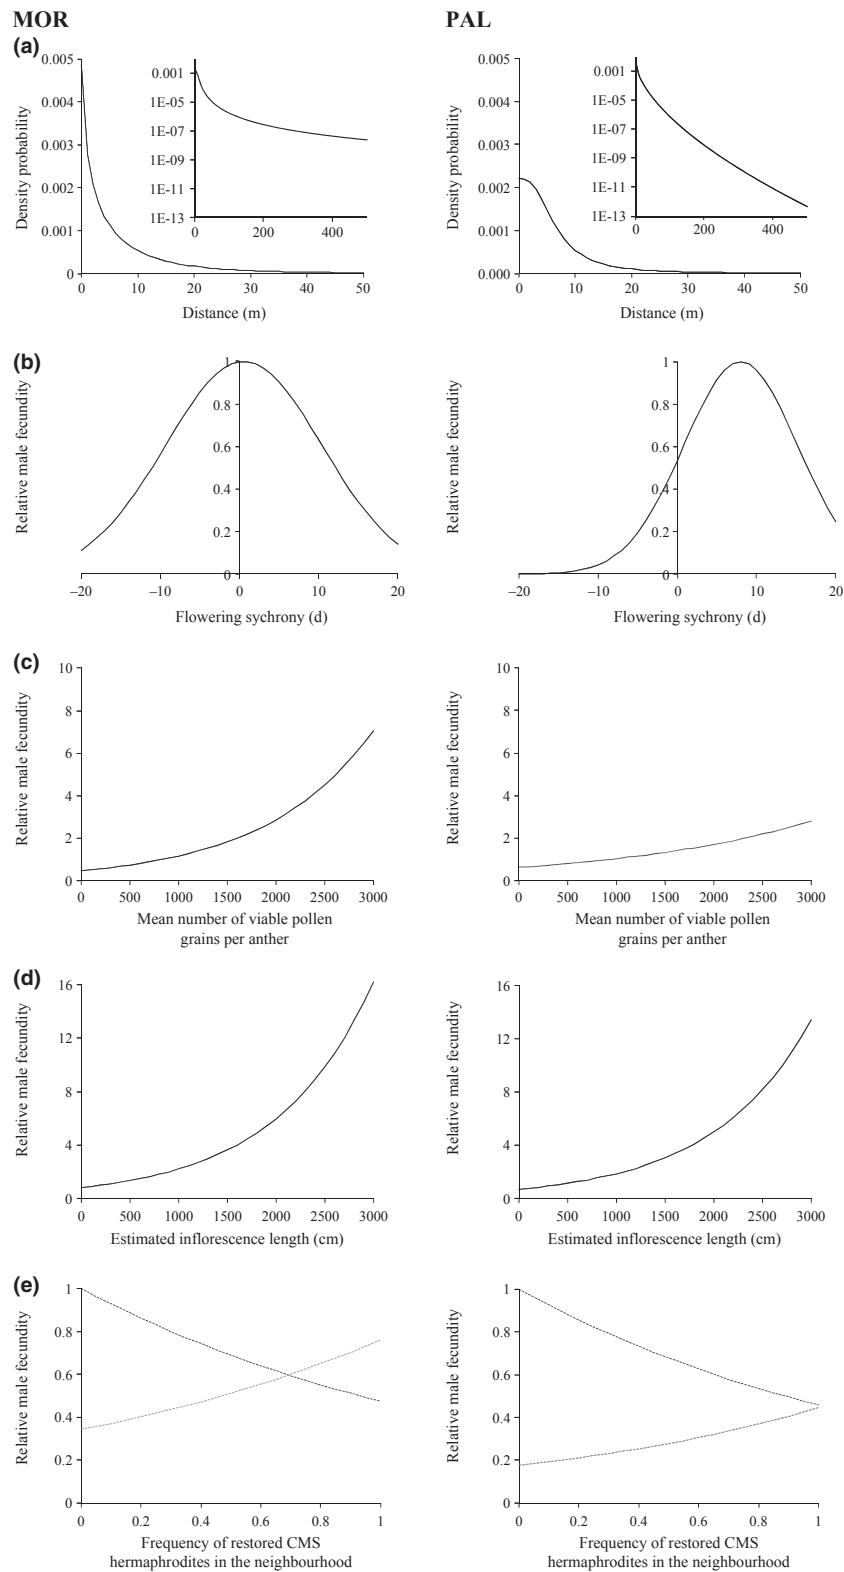 MOR
PAL
(a)
0.005
0.004
0.003
0.002
0.001
0
Density probability
0 10 20 30 40 50
Distance (m)
0.001
1E-05
1E-07
1E-09
1E-11
1E-13
0 200 400
0.005
0.004
0.003
0.002
0.001
0.000
Density probability
0 10 20 30 40 50
Distance (m)
0.001
1E-05
1E-07
1E-09
1E-11
1E-13
0 200 400
(b)
Relative male fecundity
1
0.8
0.6
0.4
0.2
0
–20 –10 0 10 20
Flowering sychrony (d)
Relative male fecundity
1
0.8
0.6
0.4
0.2
0
–20 –10 0 10 20
Flowering sychrony (d)
(c)
Relative male fecundity
10
8
6
4
2
0
0 500 1000 1500 2000 2500 3000
Mean number of viable pollen
grains per anther
Relative male fecundity
10
8
6
4
2
0
0 500 1000 1500 2000 2500 3000
Mean number of viable pollen
grains per anther
(d)
Relative male fecundity
16
12
8
4
0
0 500 1000 1500 2000 2500 3000
Estimated inflorescence length (cm)
Relative male fecundity
16
12
8
4
0
0 500 1000 1500 2000 2500 3000
Estimated inflorescence length (cm)
(e)
Relative male fecundity
1
0.8
0.6
0.4
0.2
0
0 0.2 0.4 0.6 0.8 1
Frequency of restored CMS
hermaphrodites in the neighbourhood
Relative male fecundity
1
0.8
0.6
0.4
0.2
0
0 0.2 0.4 0.6 0.8 1
Frequency of restored CMS
hermaphrodites in the neighbourhood